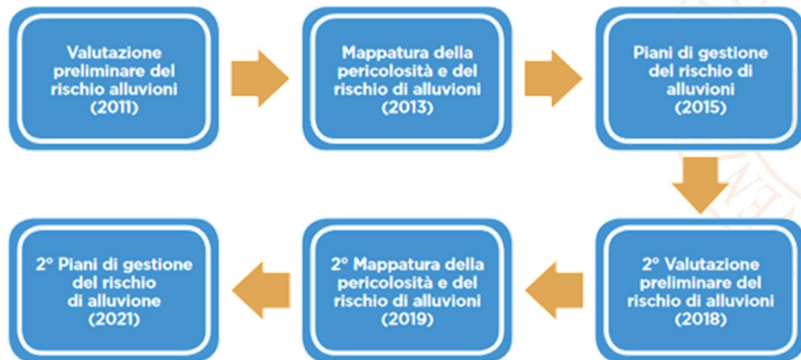 Valutazione
preliminare del
rischio alluvioni
(2011)
Mappatura della
pericolosità e del
rischio di alluvioni
(2013)
Piani di gestione
del rischio di
alluvioni
(2015)
2° Valutazione
preliminare del
rischio di alluvioni
(2018)
2° Mappatura della
pericolosità e del
rischio di alluvioni
(2019)
2° Piani di gestione
del rischio
di alluvione
(2021)